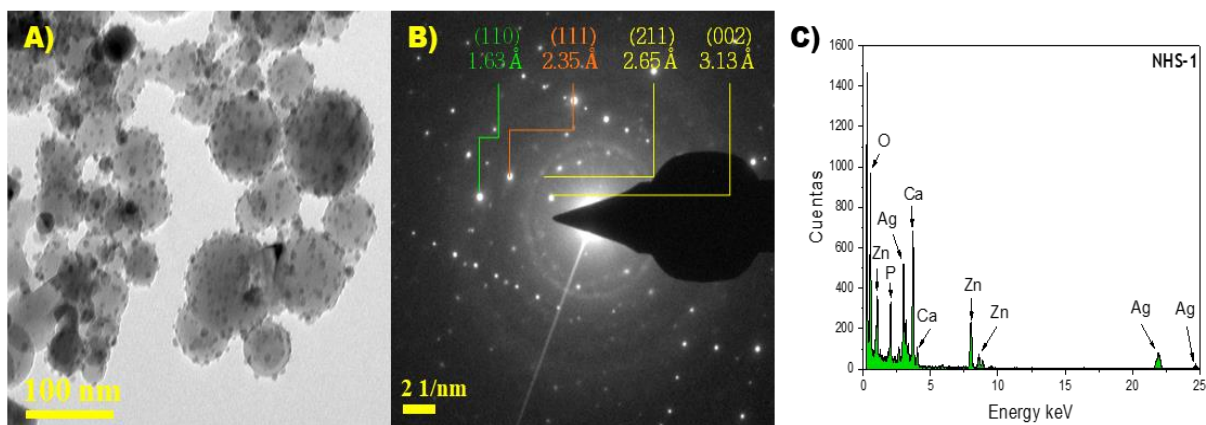 A)
100 nm
B)
(110) (111) (211) (002)
1.63 Å 2.35 Å 2.65 Å 3.13 Å
2 1/nm
C)
1600
1400
1200
1000
800
600
400
200
0
Cuentas
NHS-1
O
Zn
P
Ag
Ca
Ca
Zn
Zn
Ag
Ag
0 5 10 15 20 25
Energy keV